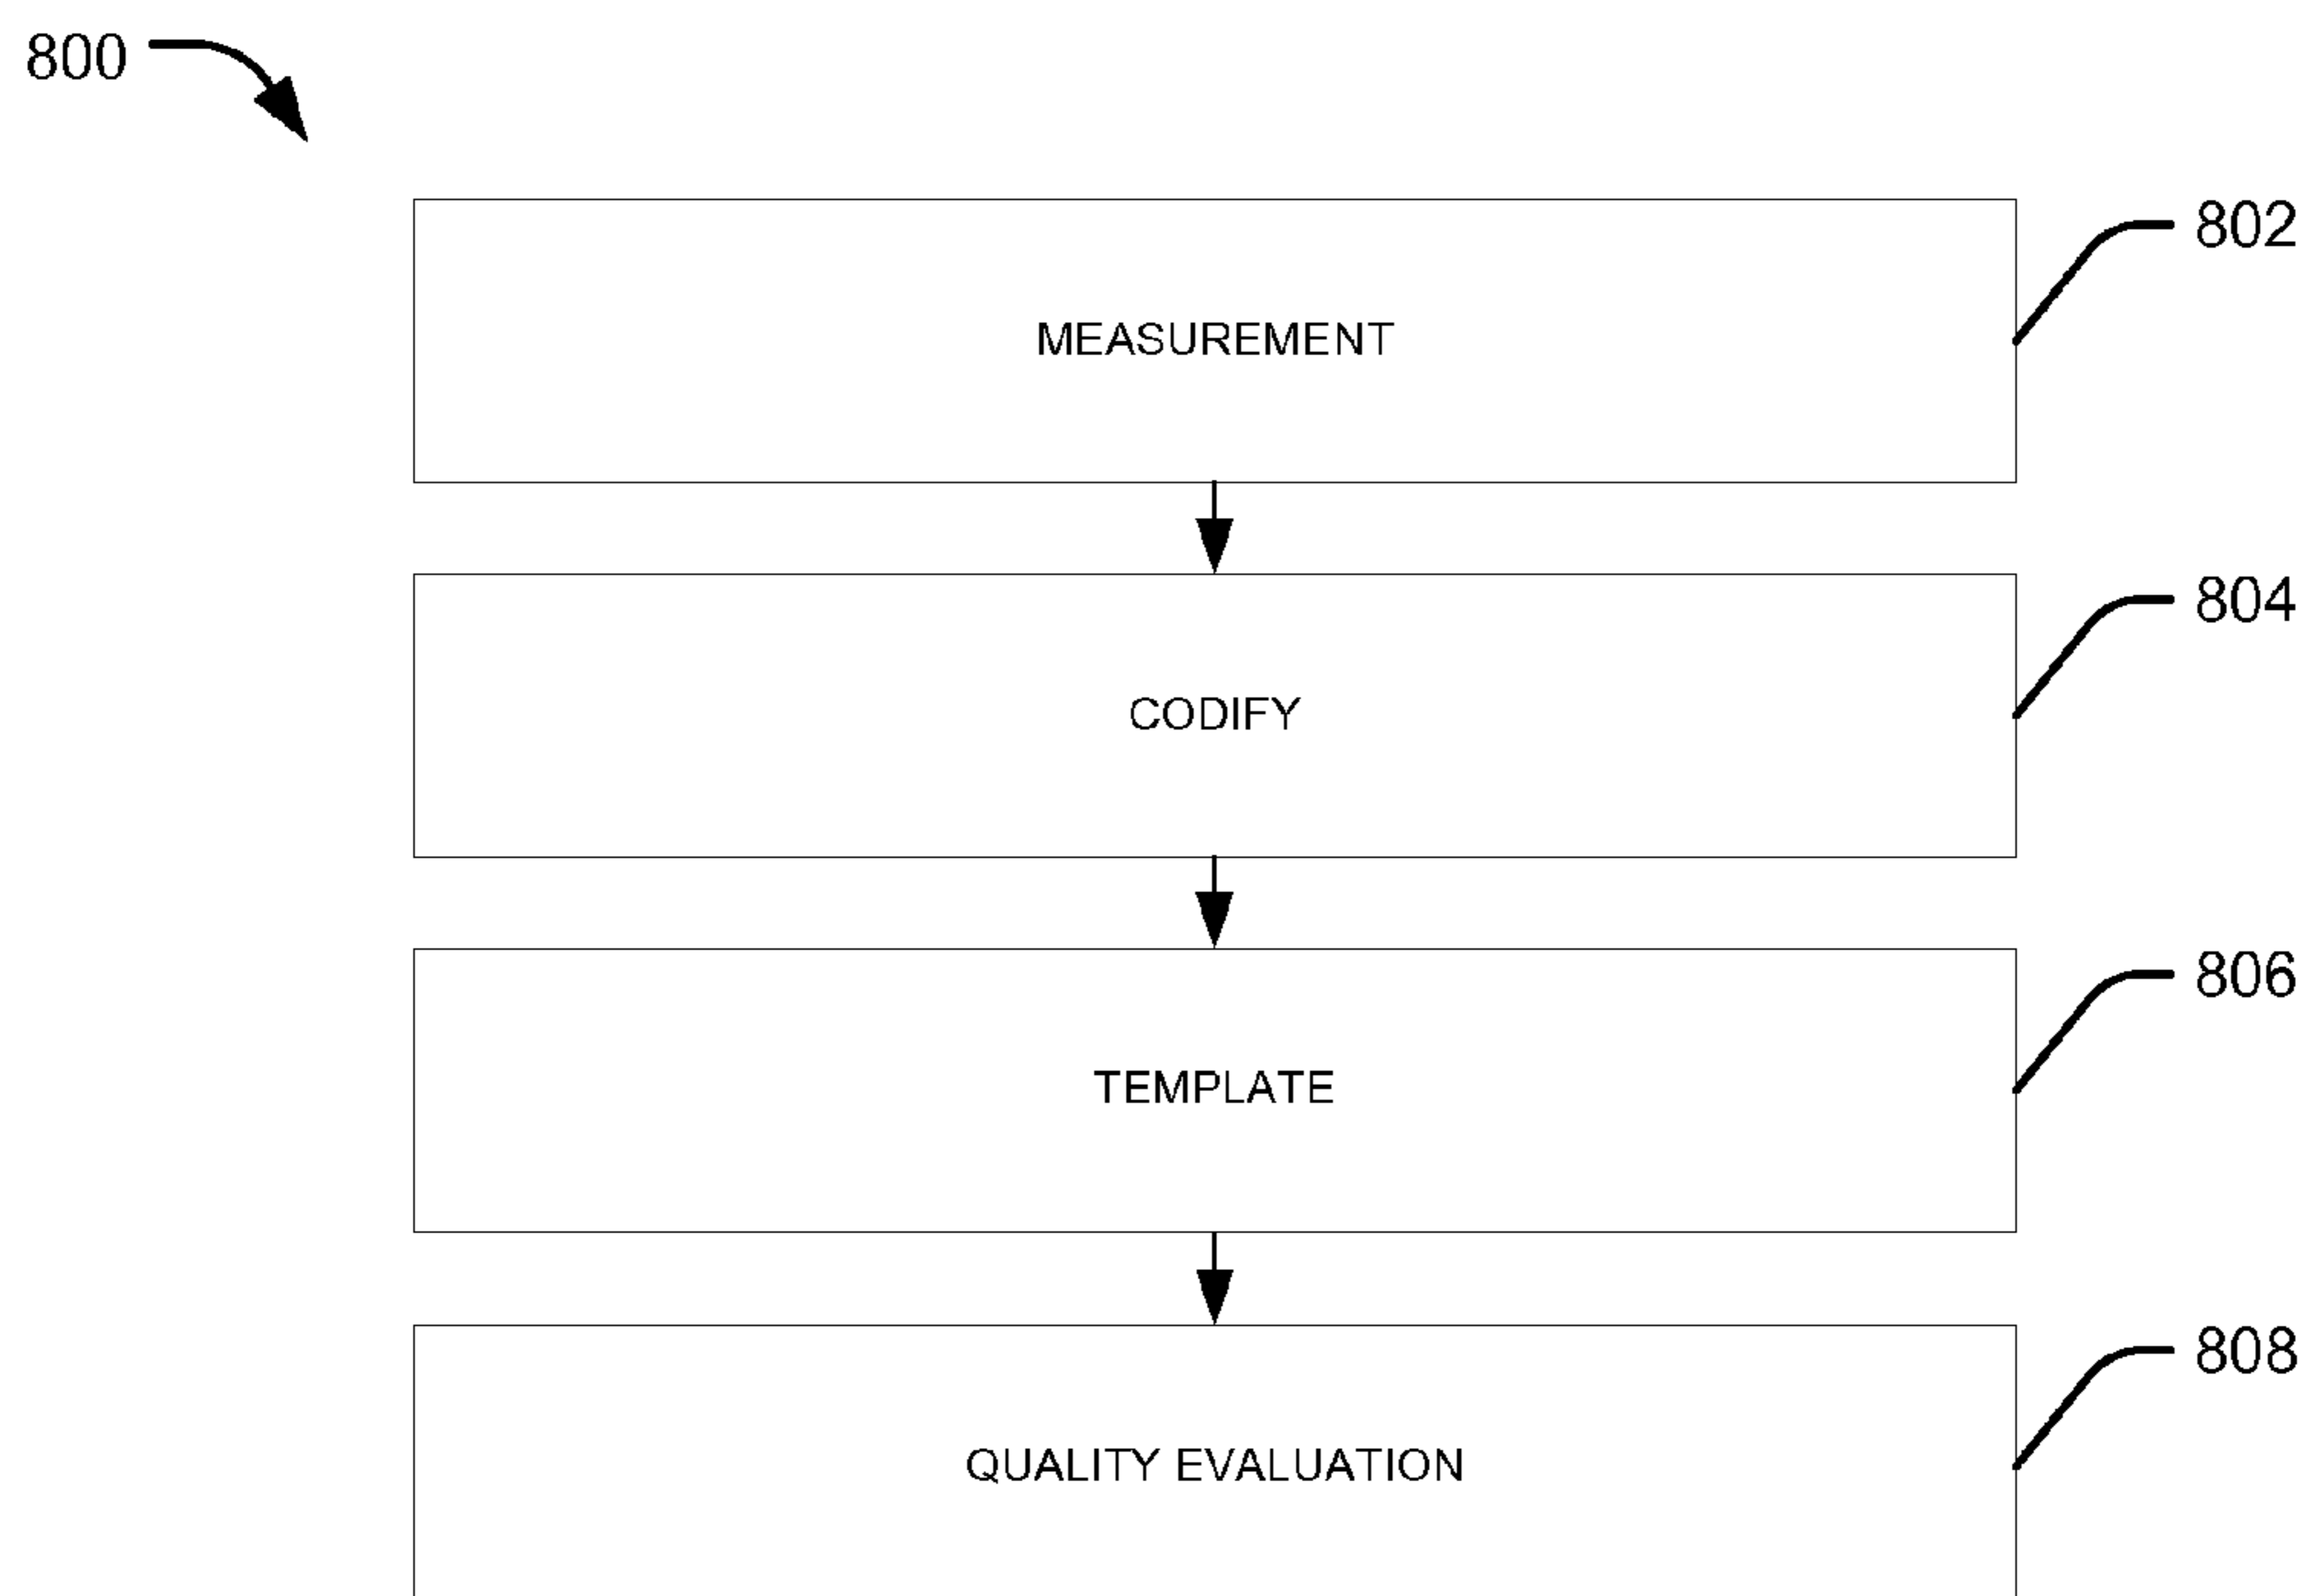 800
802
MEASUREMENT
804
CODIFY
806
TEMPLATE
808
QUALITY EVALUATION